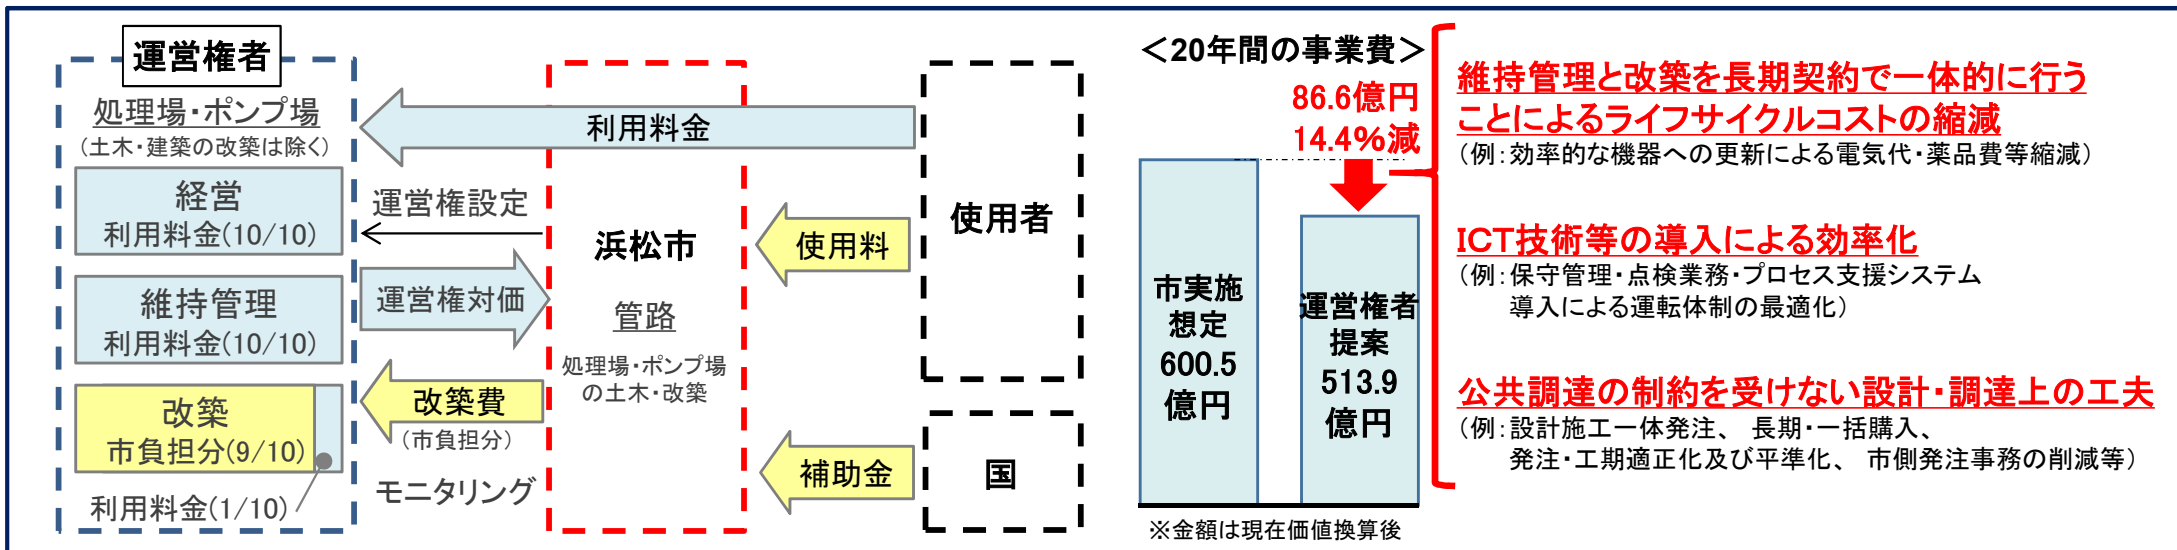 運営権者
処理場・ポンプ場
(土木・建築の改築は除く)
経営
利用料金(10/10)
維持管理
利用料金(10/10)
改築
市負担分(9/10)
利用料金(1/10)
利用料金
運営権設定
運営権対価
改築費
(市負担分)
モニタリング
浜松市
管路
処理場・ポンプ場
の土木・改築
使用料
補助金
使用者
国
＜20年間の事業費＞
86.6億円
14.4%減
市実施
想定
600.5
億円
運営権者
提案
513.9
億円
※金額は現在価値換算後
維持管理と改築を長期契約で一体的に行う
ことによるライフサイクルコストの縮減
(例：効率的な機器への更新による電気代・薬品費等縮減)
ICT技術等の導入による効率化
(例：保守管理・点検業務・プロセス支援システム
導入による運転体制の最適化)
公共調達の制約を受けない設計・調達上の工夫
(例：設計施工一体発注、 長期・一括購入、
発注・工期適正化及び平準化、 市側発注事務の削減等)